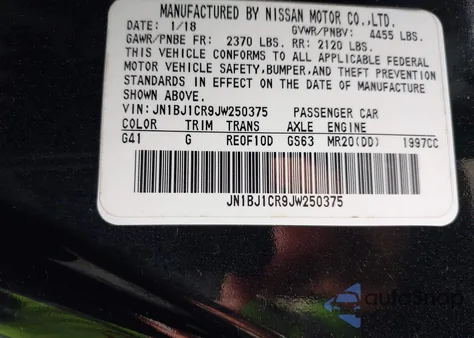 MANUFACTURED BY NISSAN MOTOR CO.,LTD.
DATE: 1/18 GVWR/PNBV: 4455 LBS.
GAWR/PNBE FR: 2370 LBS. RR: 2120 LBS.
THIS VEHICLE CONFORMS TO ALL APPLICABLE FEDERAL
MOTOR VEHICLE SAFETY,BUMPER,AND THEFT PREVENTION
STANDARDS IN EFFECT ON THE DATE OF MANUFACTURE
SHOWN ABOVE.
VIN: JN1BJ1CR9JW250375 PASSENGER CAR
COLOR TRIM TRANS AXLE ENGINE
G41 G RE0F10D GS63 MR20(DD) 1997CC
JN1BJ1CR9JW250375
autoSnap